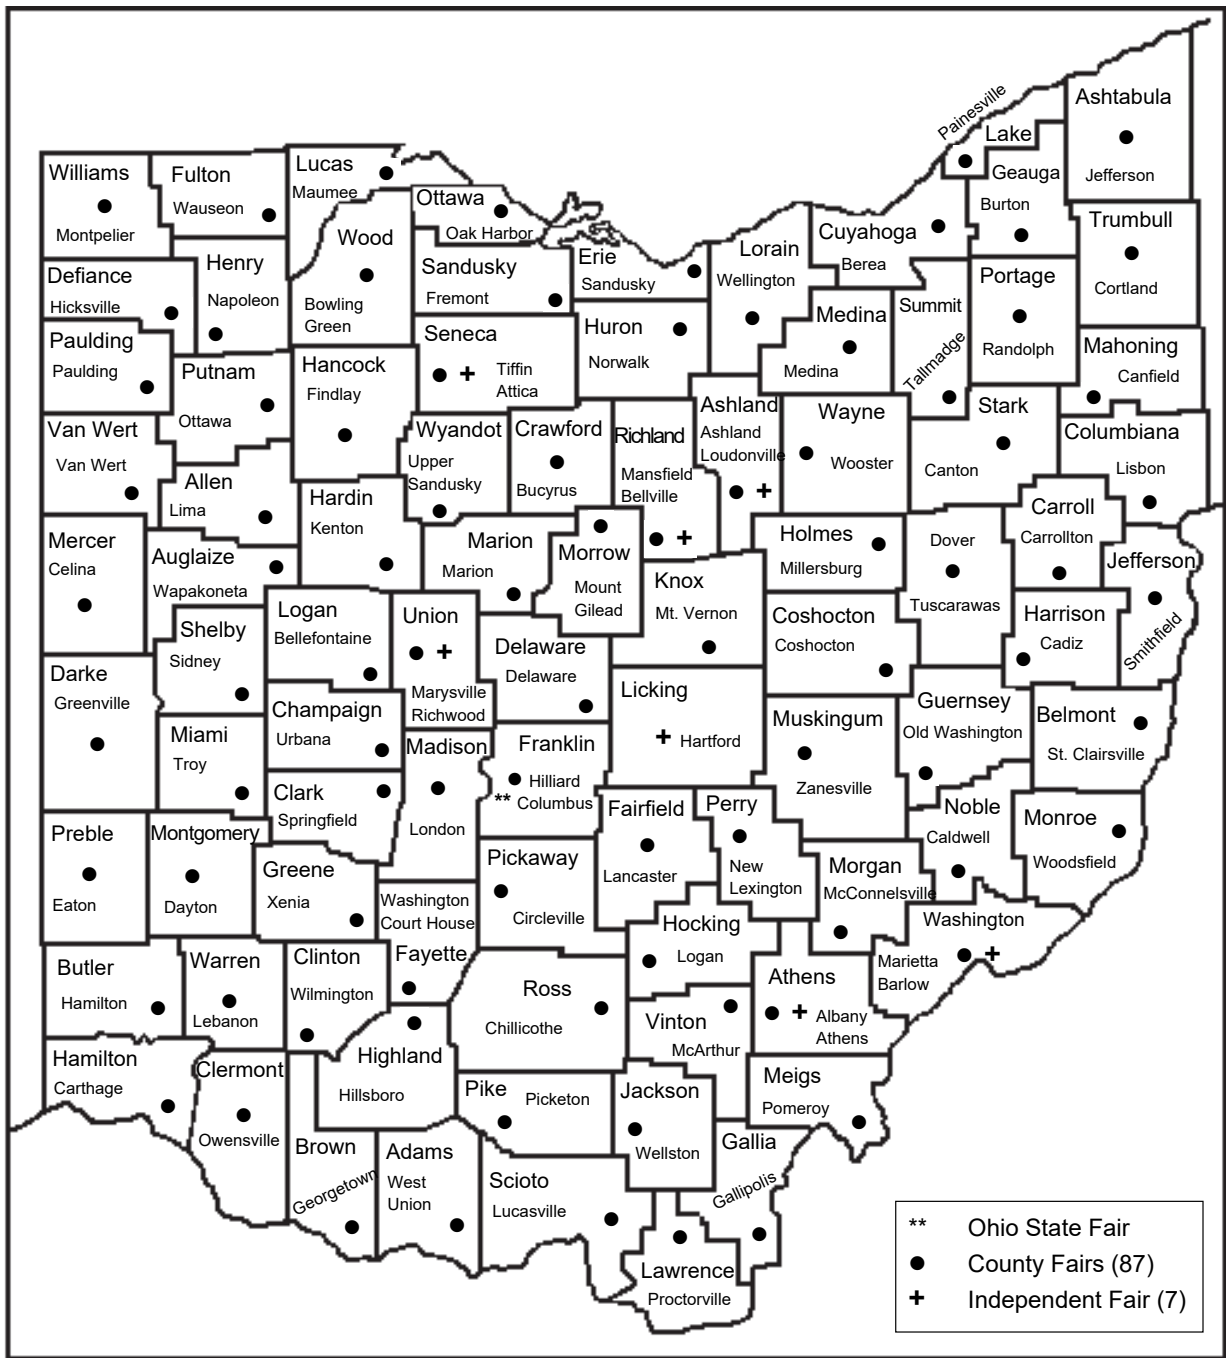 Painesville
Lake
Ashtabula
Jefferson
Geauga
Burton
Williams
Montpelier
Fulton
Wauseon
Lucas
Maumee
Ottawa
Oak Harbor
Wood
Bowling
Green
Henry
Napoleon
Defiance
Hicksville
Sandusky
Fremont
Erie
Sandusky
Lorain
Wellington
Cuyahoga
Berea
Trumbull
Cortland
Portage
Randolph
Summit
Tallmadge
Medina
Medina
Huron
Norwalk
Seneca
+ Tiffin
Attica
Paulding
Paulding
Putnam
Ottawa
Hancock
Findlay
Mahoning
Canfield
Van Wert
Van Wert
Allen
Lima
Wyandot
Upper
Sandusky
Crawford
Bucyrus
Richland
Mansfield
Bellville
+
Ashland
Ashland
Loudonville
+
Wayne
Wooster
Stark
Canton
Columbiana
Lisbon
Mercer
Celina
Auglaize
Wapakoneta
Hardin
Kenton
Marion
Marion
Morrow
Mount
Gilead
Knox
Mt. Vernon
Holmes
Millersburg
Dover
Tuscarawas
Carroll
Carrollton
Jefferson
Smithfield
Harrison
Cadiz
Coshocton
Coshocton
Shelby
Sidney
Logan
Bellefontaine
Union
+
Marysville
Richwood
Delaware
Delaware
Darke
Greenville
Miami
Troy
Champaign
Urbana
Licking
+ Hartford
Muskingum
Zanesville
Guernsey
Old Washington
Belmont
St. Clairsville
Clark
Springfield
Madison
London
Franklin
Hilliard
** Columbus
Fairfield
Lancaster
Perry
New
Lexington
Noble
Caldwell
Monroe
Woodsfield
Preble
Eaton
Montgomery
Dayton
Greene
Xenia
Washington
Court House
Fayette
Pickaway
Circleville
Morgan
McConnelsville
Washington
+
Marietta
Barlow
Hocking
Logan
Butler
Hamilton
Warren
Lebanon
Clinton
Wilmington
Ross
Chillicothe
Vinton
McArthur
Athens
+ Albany
Athens
Hamilton
Carthage
Clermont
Owensville
Highland
Hillsboro
Pike
Picketon
Jackson
Wellston
Meigs
Pomeroy
Brown
Georgetown
Adams
West
Union
Scioto
Lucasville
Gallia
Gallipolis
Lawrence
Proctorville
** Ohio State Fair
● County Fairs (87)
+ Independent Fair (7)